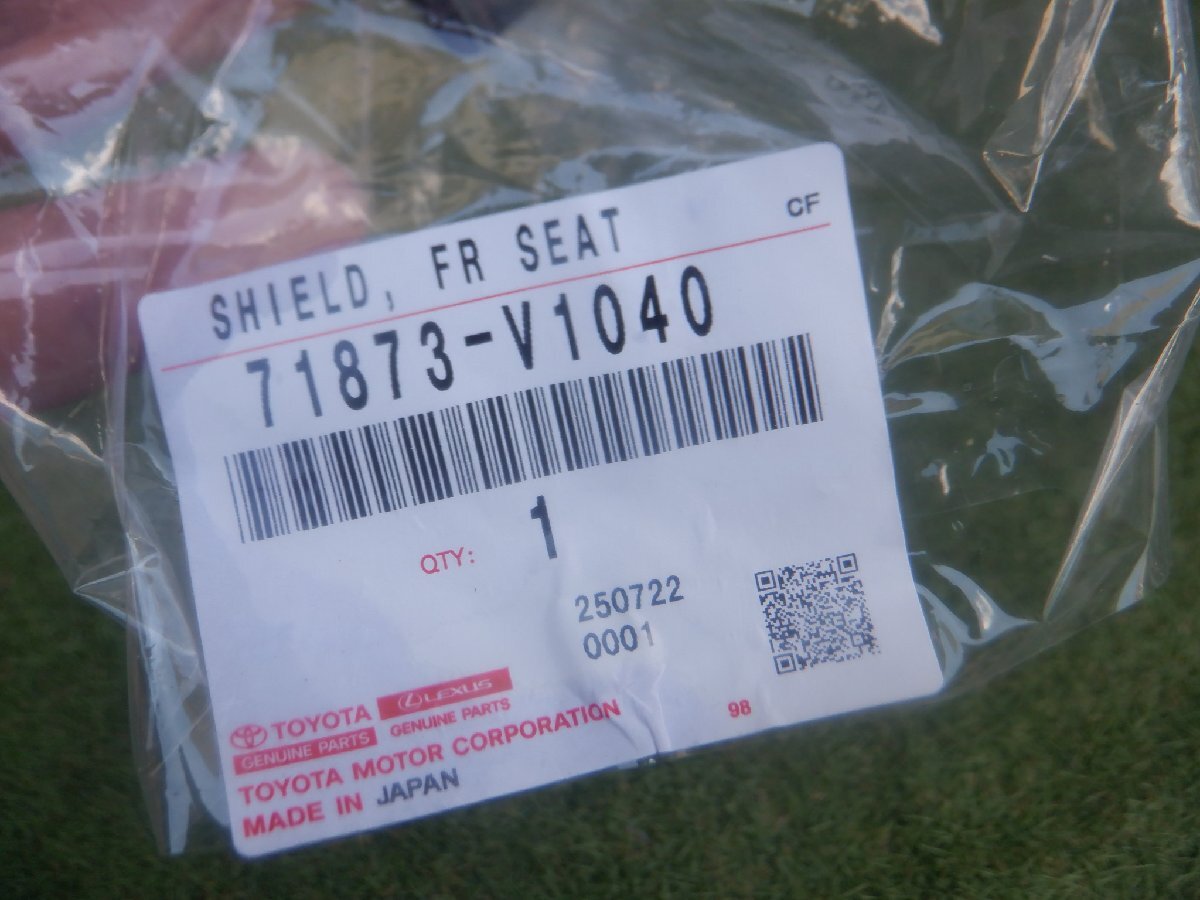 CF
SHIELD, FR SEAT
71873-V1040
QTY: 1
250722
0001
TOYOTA LEXUS
GENUINE PARTS GENUINE PARTS
TOYOTA MOTOR CORPORATION 98
MADE IN JAPAN